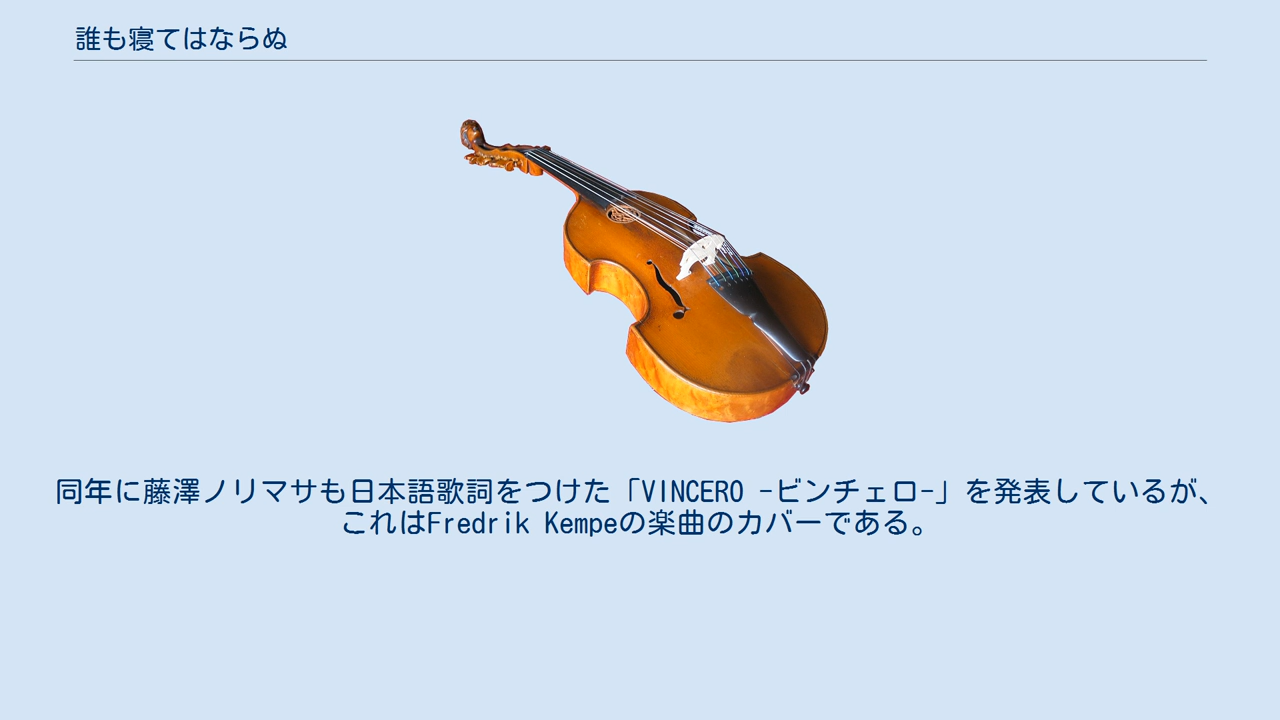 誰も寝てはならぬ
同年に藤澤ノリマサも日本語歌詞をつけた「VINCERO -ビンチェロ-」を発表しているが、
これはFredrik Kempeの楽曲のカバーである。